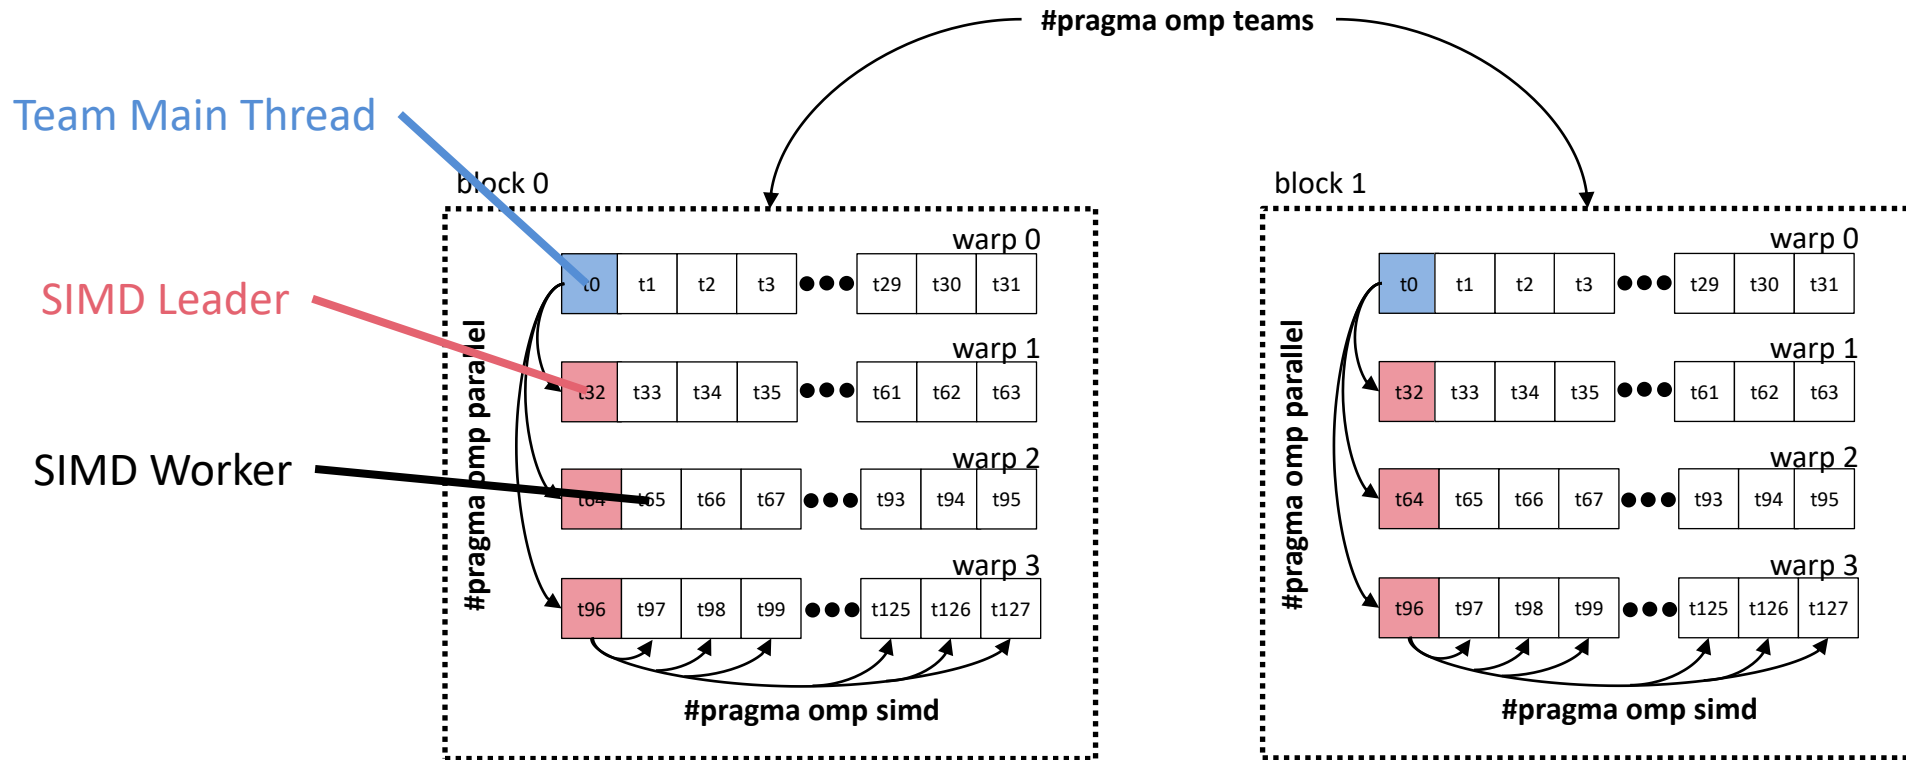 #pragma omp teams
Team Main Thread
SIMD Leader
SIMD Worker
block 0
#pragma omp parallel
warp 0
t0 t1 t2 t3 ●●● t29 t30 t31
warp 1
t32 t33 t34 t35 ●●● t61 t62 t63
warp 2
t64 t65 t66 t67 ●●● t93 t94 t95
warp 3
t96 t97 t98 t99 ●●● t125 t126 t127
#pragma omp simd
block 1
#pragma omp parallel
warp 0
t0 t1 t2 t3 ●●● t29 t30 t31
warp 1
t32 t33 t34 t35 ●●● t61 t62 t63
warp 2
t64 t65 t66 t67 ●●● t93 t94 t95
warp 3
t96 t97 t98 t99 ●●● t125 t126 t127
#pragma omp simd